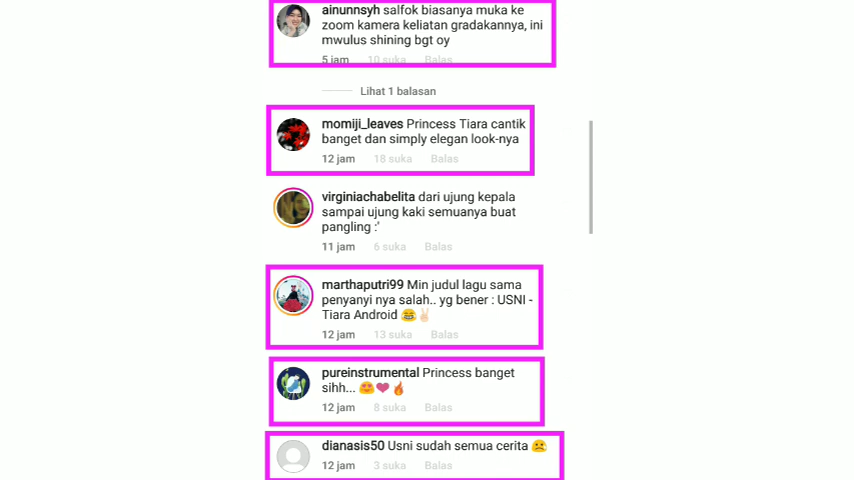 ainunnsyh salfok biasanya muka ke
zoom kamera keliatan gradakannya, ini
mwulus shining bgt oy
5 jam 10 suka Balas
Lihat 1 balasan
momiji_leaves Princess Tiara cantik
banget dan simply elegan look-nya
12 jam 18 suka Balas
virginiachabelita dari ujung kepala
sampai ujung kaki semuanya buat
pangling :'
11 jam 6 suka Balas
marthaputri99 Min judul lagu sama
penyanyi nya salah.. yg bener : USNI -
Tiara Android 😂✌🏻
12 jam 13 suka Balas
pureinstrumental Princess banget
sihh... 😍❤🔥
12 jam 8 suka Balas
dianasis50 Usni sudah semua cerita ☹
12 jam 3 suka Balas